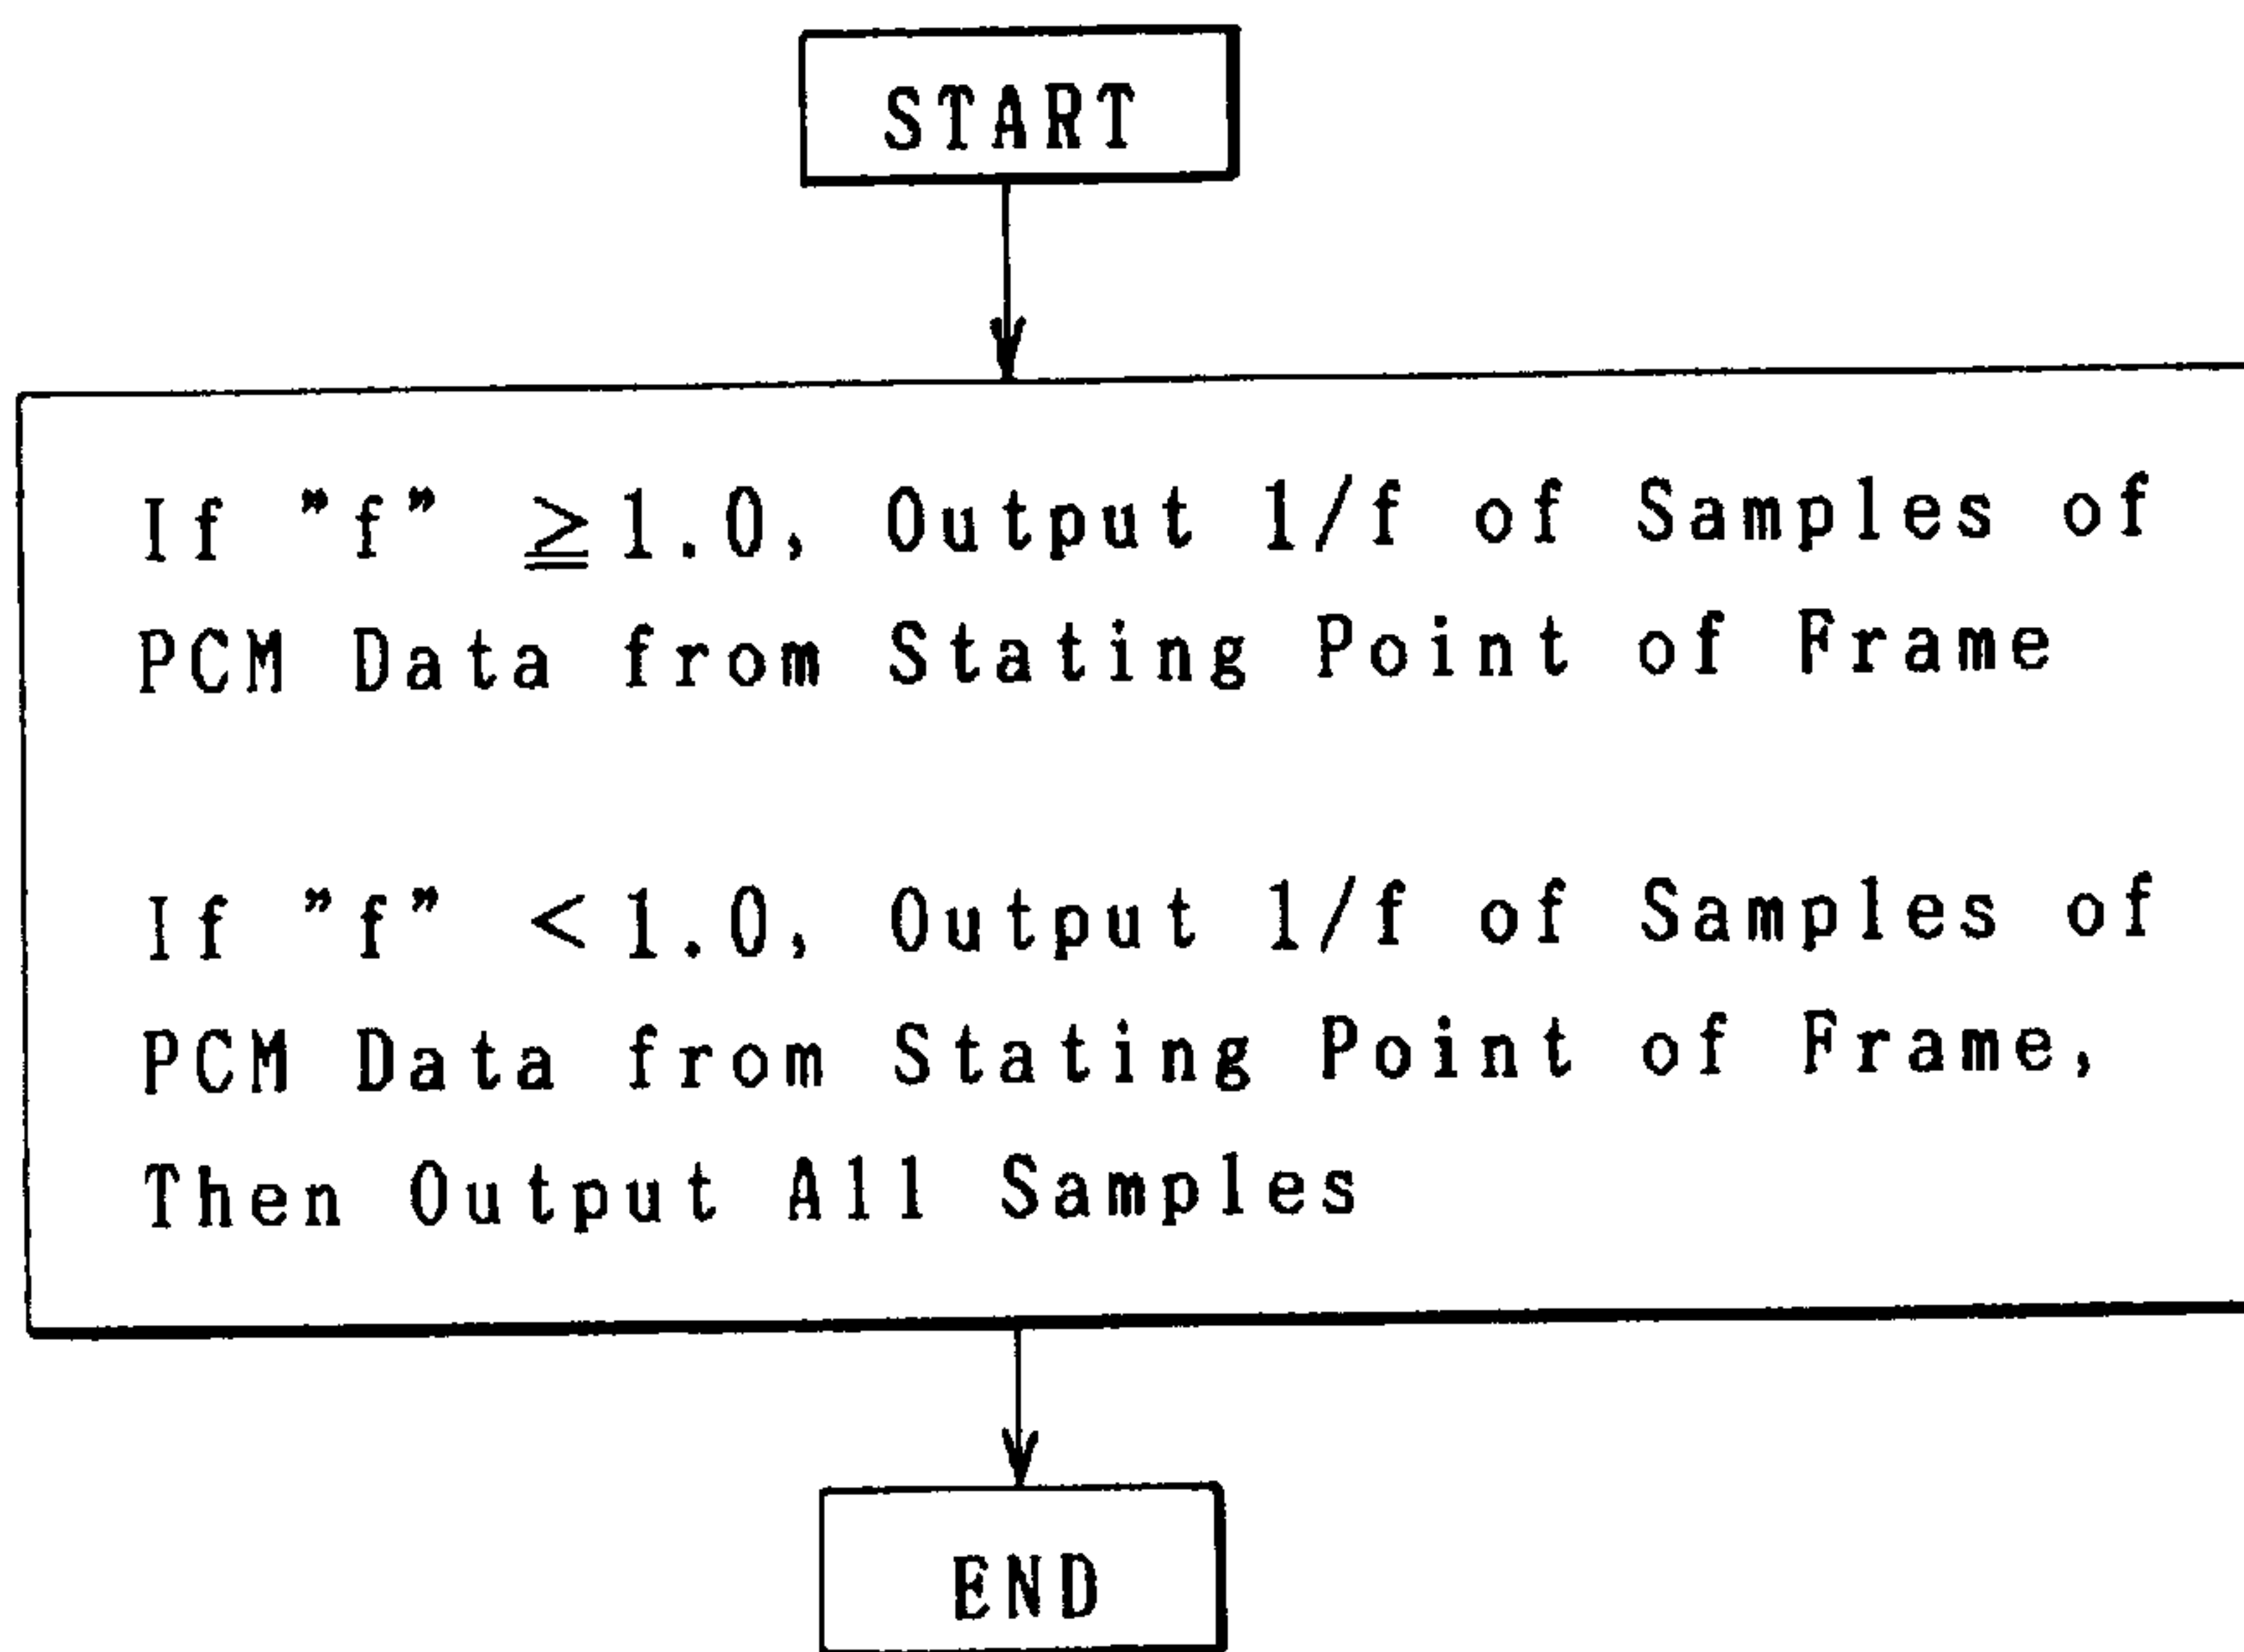 START
If "f" ≧1.0, Output 1/f of Samples of
PCM Data from Stating Point of Frame
If "f" <1.0, Output 1/f of Samples of
PCM Data from Stating Point of Frame,
Then Output All Samples
END